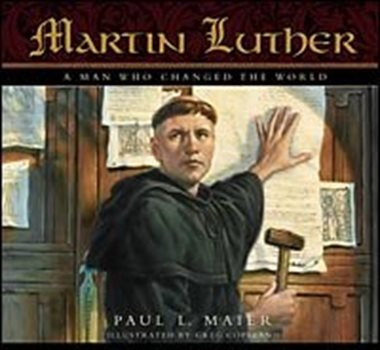 MARTIN LUTHER
A MAN WHO CHANGED THE WORLD
PAUL L. MAIER
ILLUSTRATED BY GREG COPELAND